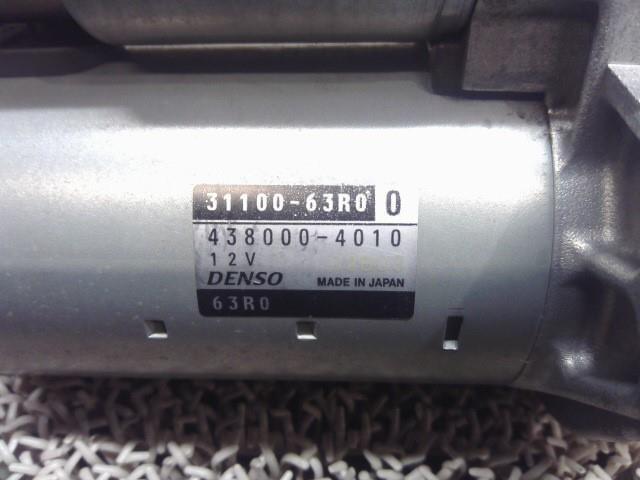 31100-63R0 0
438000-4010
12V
DENSO MADE IN JAPAN
63R0